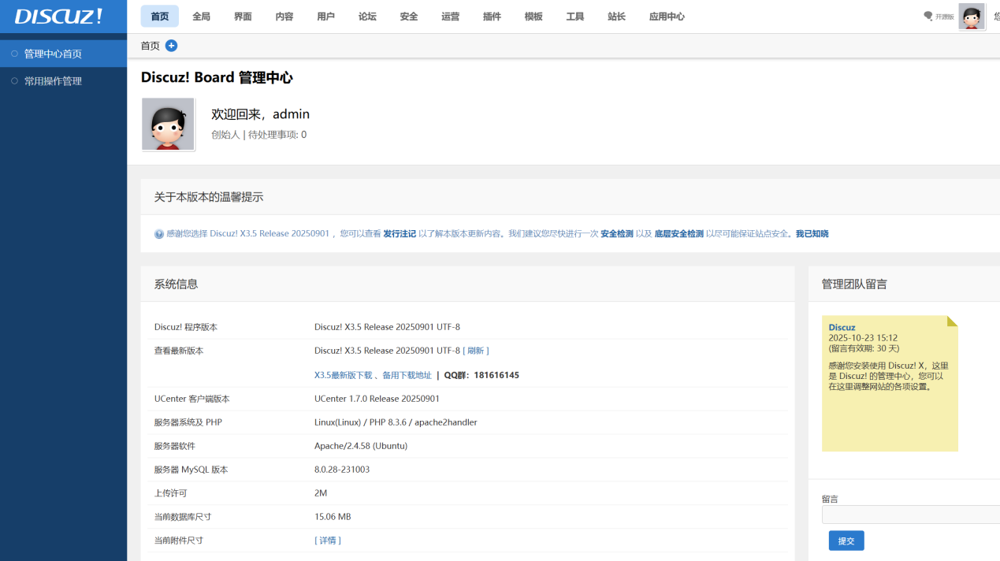 DISCUZ!
首页 全局 界面 内容 用户 论坛 安全 运营 插件 模板 工具 站长 应用中心
开源版
管理中心首页
常用操作管理
首页
Discuz! Board 管理中心
欢迎回来，admin
创始人 | 待处理事项: 0
关于本版本的温馨提示
感谢您选择 Discuz! X3.5 Release 20250901 ，您可以查看 发行注记 以了解本版本更新内容。我们建议您尽快进行一次 安全检测 以及 底层安全检测 以尽可能保证站点安全。我已知晓
系统信息
Discuz! 程序版本 Discuz! X3.5 Release 20250901 UTF-8
查看最新版本 Discuz! X3.5 Release 20250901 UTF-8 [ 刷新 ]
X3.5最新版下载 、备用下载地址 | QQ群：181616145
UCenter 客户端版本 UCenter 1.7.0 Release 20250901
服务器系统及 PHP Linux(Linux) / PHP 8.3.6 / apache2handler
服务器软件 Apache/2.4.58 (Ubuntu)
服务器 MySQL 版本 8.0.28-231003
上传许可 2M
当前数据库尺寸 15.06 MB
当前附件尺寸 [ 详情 ]
管理团队留言
Discuz
2025-10-23 15:12
(留言有效期: 30 天)
感谢您安装使用 Discuz! X，这里
是 Discuz! 的管理中心，您可以
在这里调整网站的各项设置。
留言
提交